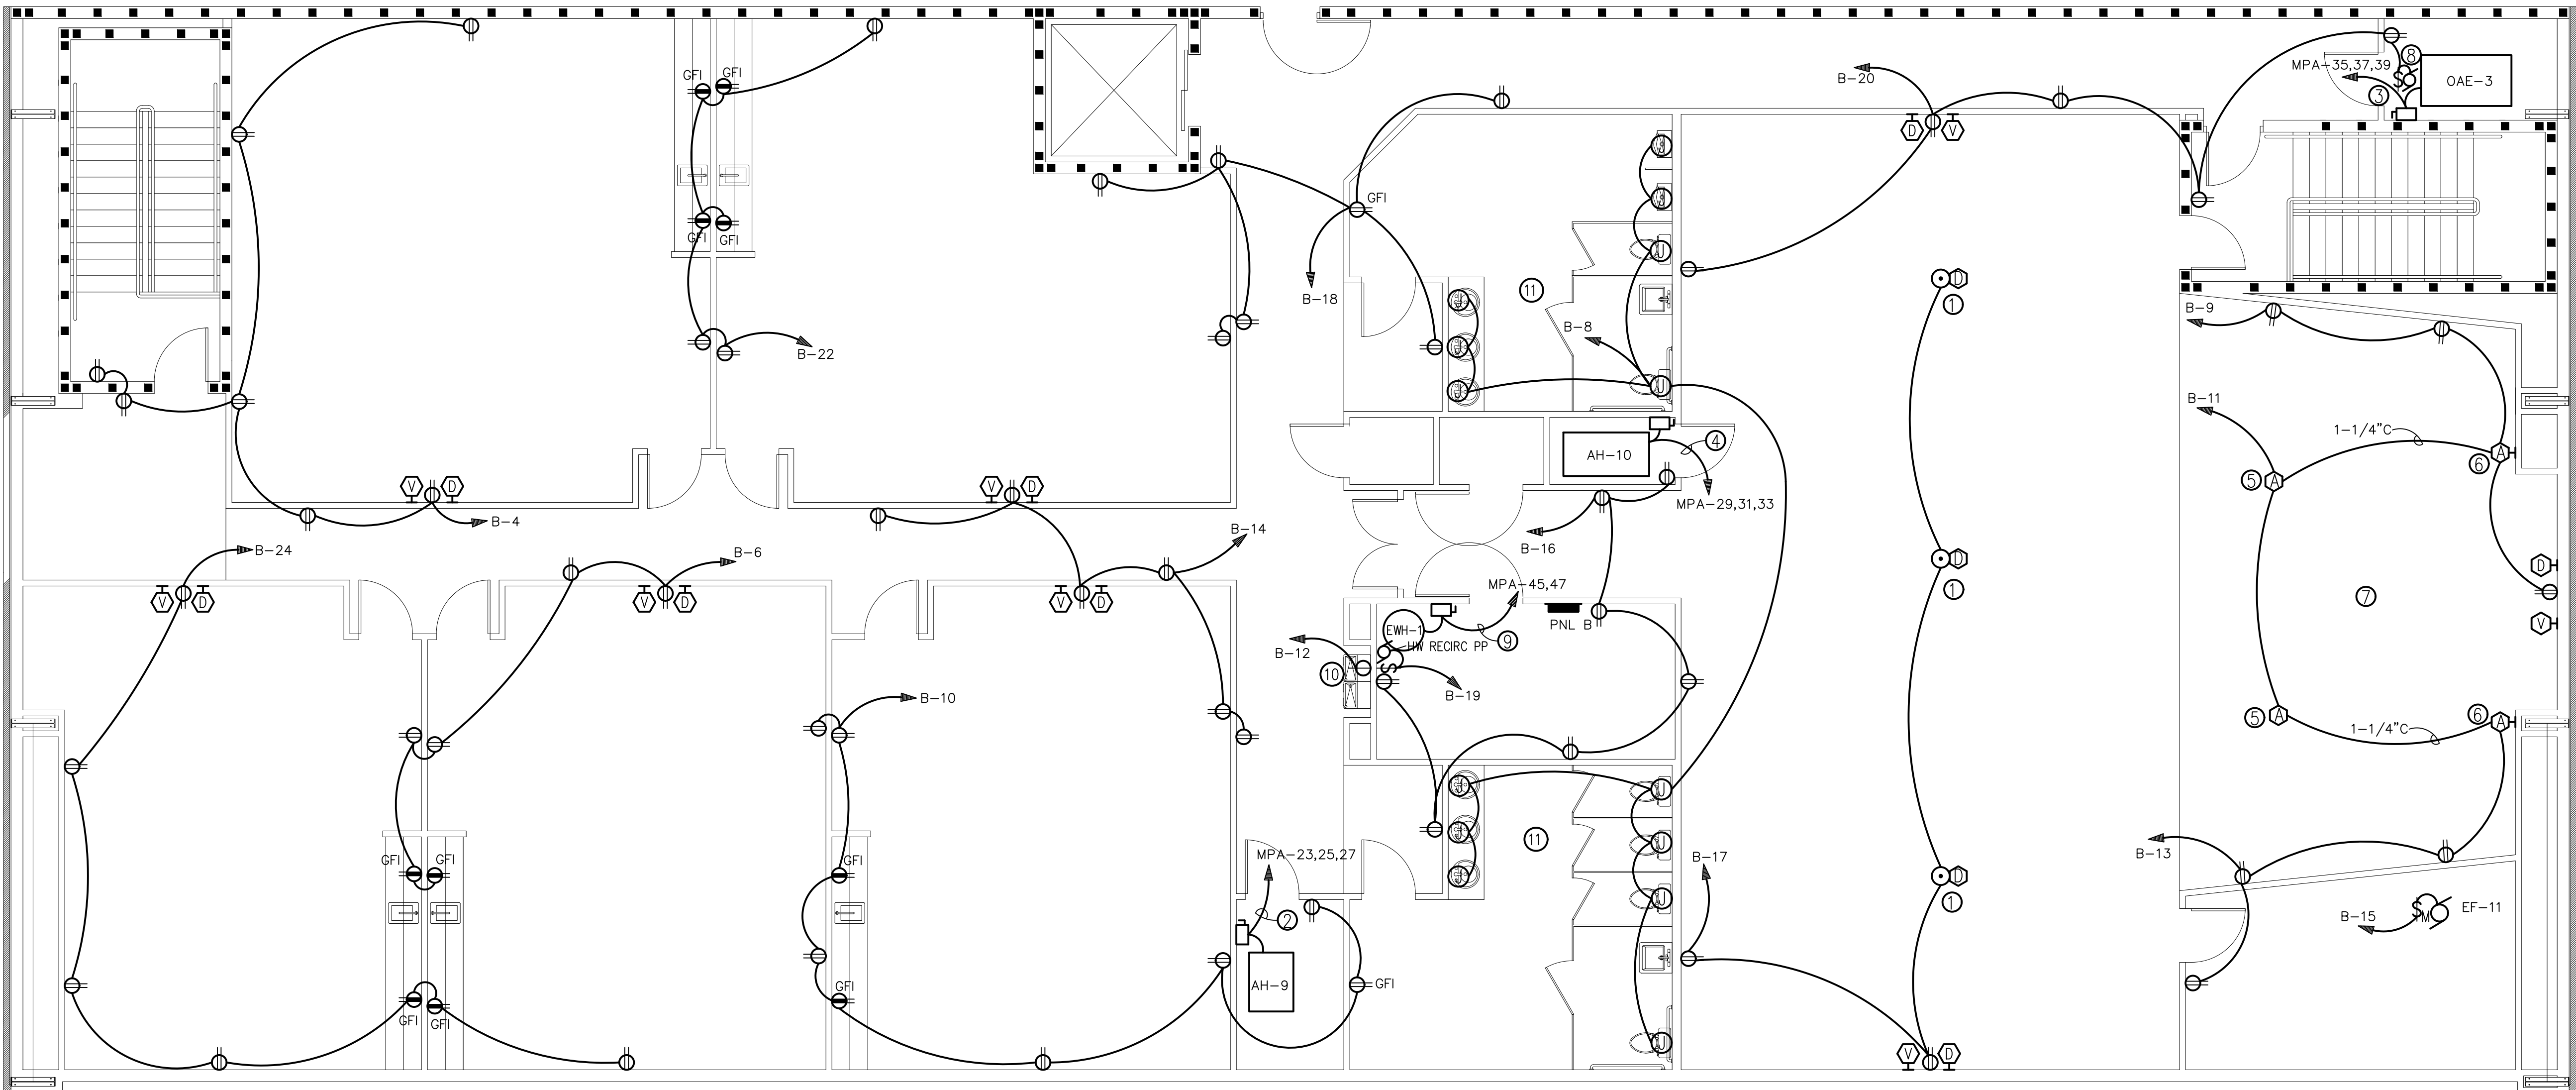 GFI
GFI
MPA-35,37,39
8
OAE-3
B-20
3
D
V
J
J
GFI
J
GFI
GFI
B-18
11
J
D
1
B-9
B-8
J
B-22
J
J
J
B-11
1-1/4"C
A
AH-10
4
6
5
A
V
D
V
D
MPA-29,31,33
B-4
B-14
B-24
B-6
B-16
D
1
D
V
D
V
D
V
D
MPA-45,47
7
PNL B
V
EWH-1
9
HW RECIRC PP
B-12
10
S
B-19
B-10
5
A
6
A
1-1/4"C
J
J
J
J
J
11
B-13
MPA-23,25,27
B-17
GFI
GFI
GFI
J
D
1
J
2
B-15
S
M
EF-11
AH-9
GFI
GFI
GFI
GFI
J
V
D